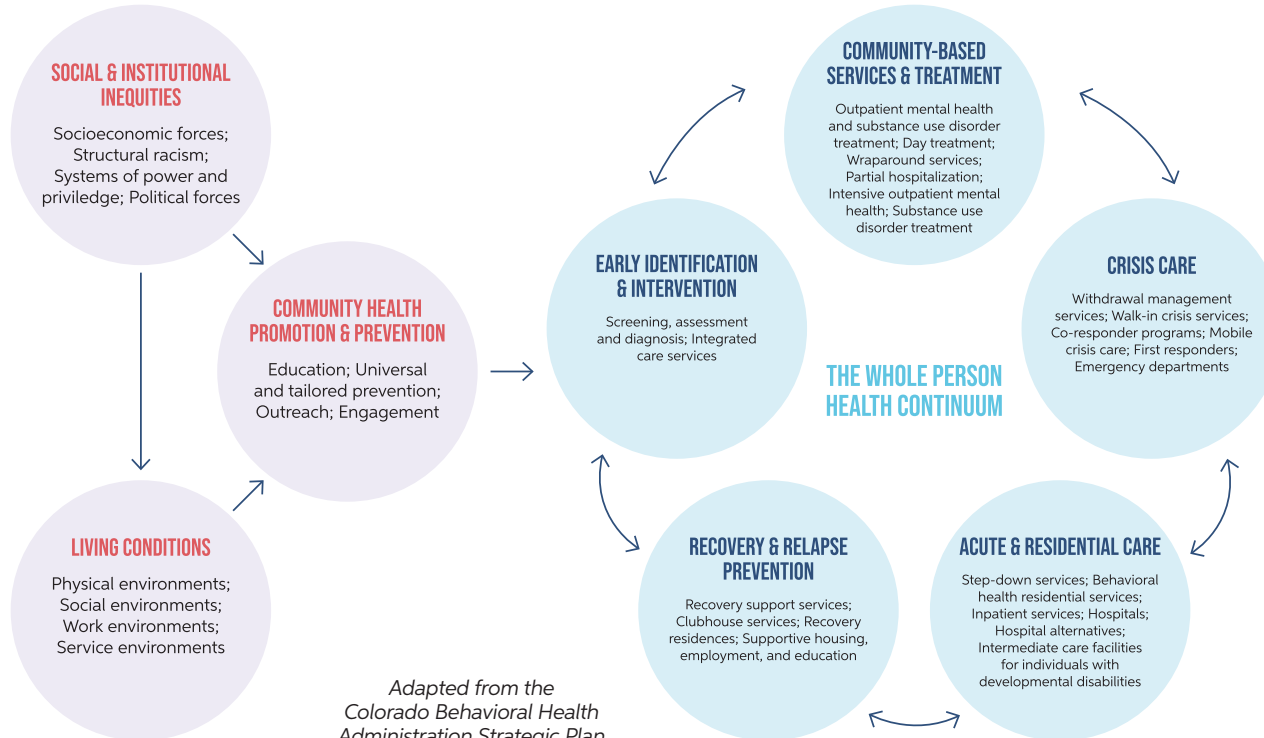 SOCIAL & INSTITUTIONAL
INEQUITIES
Socioeconomic forces;
Structural racism;
Systems of power and
priviledge; Political forces
COMMUNITY HEALTH
PROMOTION & PREVENTION
Education; Universal
and tailored prevention;
Outreach; Engagement
LIVING CONDITIONS
Physical environments;
Social environments;
Work environments;
Service environments
COMMUNITY-BASED
SERVICES & TREATMENT
Outpatient mental health
and substance use disorder
treatment; Day treatment;
Wraparound services;
Partial hospitalization;
Intensive outpatient mental
health; Substance use
disorder treatment
EARLY IDENTIFICATION
& INTERVENTION
Screening, assessment
and diagnosis; Integrated
care services
CRISIS CARE
Withdrawal management
services; Walk-in crisis services;
Co-responder programs; Mobile
crisis care; First responders;
Emergency departments
THE WHOLE PERSON
HEALTH CONTINUUM
RECOVERY & RELAPSE
PREVENTION
Recovery support services;
Clubhouse services; Recovery
residences; Supportive housing,
employment, and education
ACUTE & RESIDENTIAL CARE
Step-down services; Behavioral
health residential services;
Inpatient services; Hospitals;
Hospital alternatives;
Intermediate care facilities
for individuals with
developmental disabilities
Adapted from the
Colorado Behavioral Health
Administration Strategic Plan